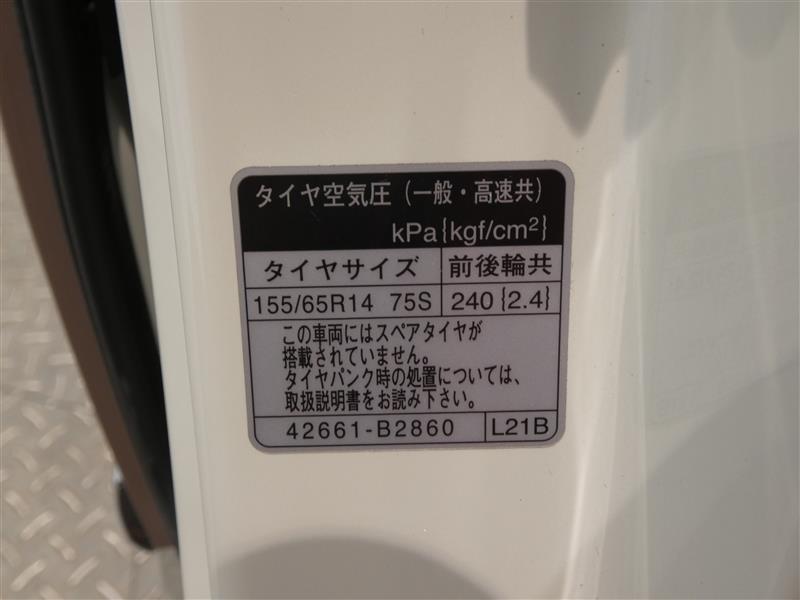 タイヤ空気圧（一般・高速共）
kPa{kgf/cm²}
タイヤサイズ 前後輪共
155/65R14 75S 240 {2.4}
この車両にはスペアタイヤが
搭載されていません。
タイヤパンク時の処置については、
取扱説明書をお読み下さい。
42661-B2860 L21B